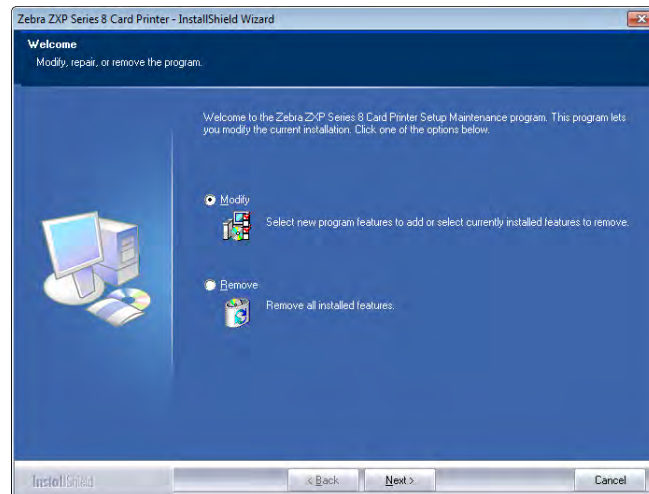 Zebra ZXP Series 8 Card Printer - InstallShield Wizard
Welcome
Modify, repair, or remove the program.
Welcome to the Zebra ZXP Series 8 Card Printer Setup Maintenance program. This program lets
you modify the current installation. Click one of the options below.
Modify
Select new program features to add or select currently installed features to remove.
Remove
Remove all installed features.
InstallShield
< Back
Next >
Cancel